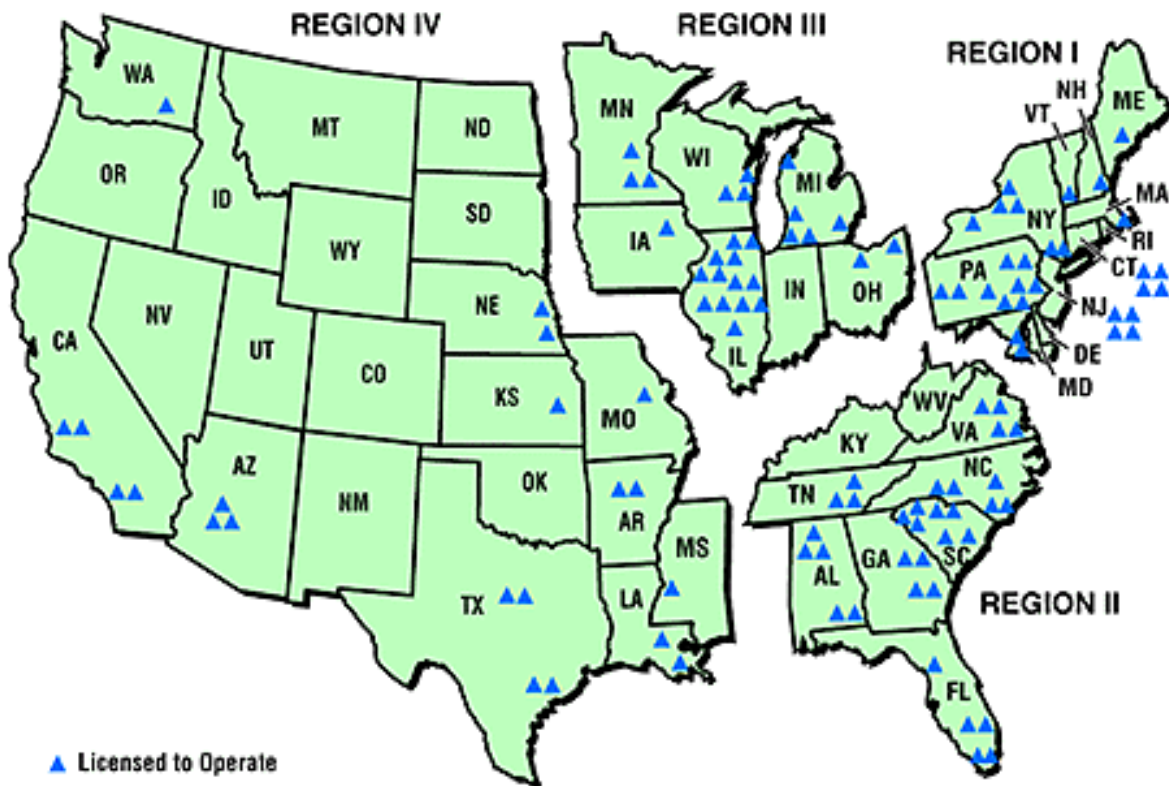 REGION IV
REGION III
REGION I
WA
MT
ND
MN
WI
MI
VT
NH
ME
OR
ID
SD
WY
IA
NY
MA
RI
CT
NV
NE
IL
IN
OH
PA
NJ
DE
MD
CA
UT
CO
KS
MO
WV
KY
VA
AZ
NM
OK
AR
TN
NC
MS
AL
GA
SC
TX
LA
REGION II
FL
Licensed to Operate